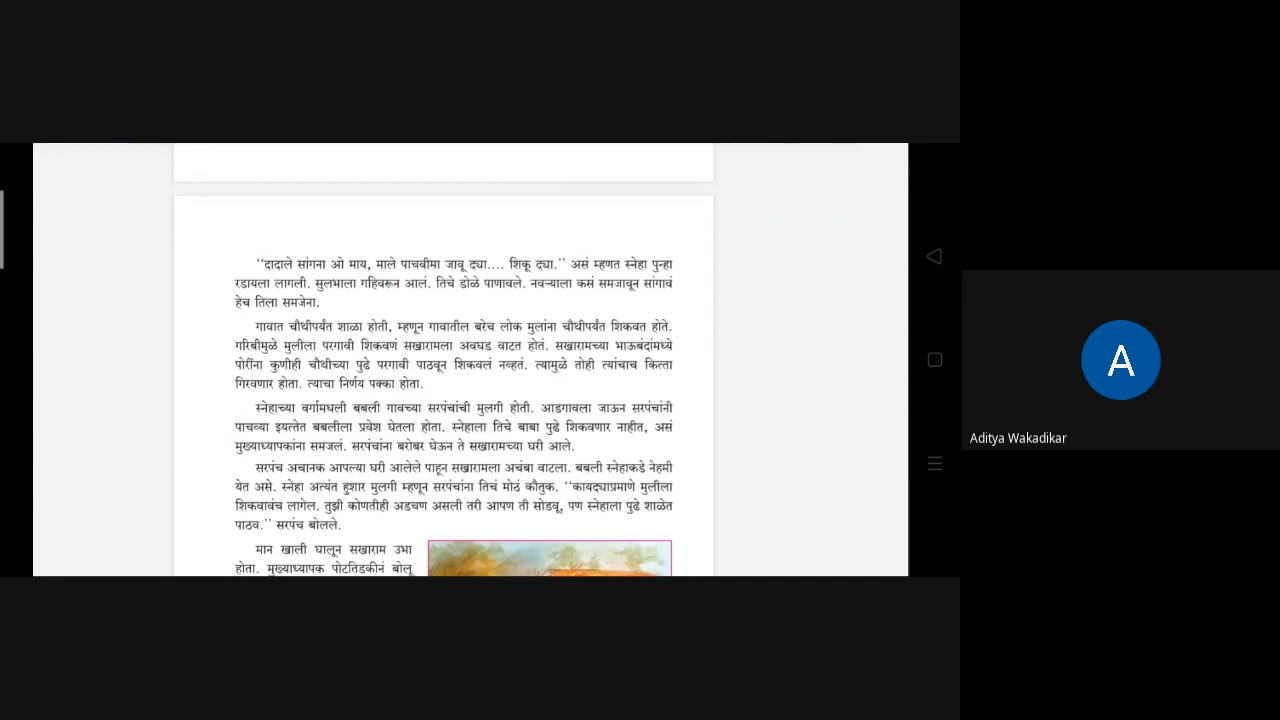 ‘‘दादाले सांगना ओ माय, माले पाचवीमा जावू द्या.... शिकू द्या.’’ असं म्हणत स्नेहा पुन्हा
रडायला लागली. सुलभाला गहिवरून आलं. तिचे डोळे पाणावले. नवऱ्याला कसं समजावून सांगावं
हेच तिला समजेना.
गावात चौथीपर्यंत शाळा होती, म्हणून गावातील बरेच लोक मुलांना चौथीपर्यंत शिकवत होते.
गरिबीमुळे मुलीला परगावी शिकवणं सखारामला अवघड वाटत होतं. सखारामच्या भाऊबंदांमध्ये
पोरींना कुणीही चौथीच्या पुढे परगावी पाठवून शिकवलं नव्हतं. त्यामुळे तोही त्यांचाच कित्ता
गिरवणार होता. त्याचा निर्णय पक्का होता.
स्नेहाच्या वर्गामधली बबली गावच्या सरपंचांची मुलगी होती. आडगावला जाऊन सरपंचांनी
पाचव्या इयत्तेत बबलीला प्रवेश घेतला होता. स्नेहाला तिचे बाबा पुढे शिकवणार नाहीत, असं
मुख्याध्यापकांना समजलं. सरपंचांना बरोबर घेऊन ते सखारामच्या घरी आले.
सरपंच अचानक आपल्या घरी आलेले पाहून सखारामला अचंबा वाटला. बबली स्नेहाकडे नेहमी
येत असे. स्नेहा अत्यंत हुशार मुलगी म्हणून सरपंचांना तिचं मोठं कौतुक. ‘‘कायद्याप्रमाणे मुलीला
शिकवावंच लागेल. तुझी कोणतीही अडचण असली तरी आपण ती सोडवू, पण स्नेहाला पुढे शाळेत
पाठव.’’ सरपंच बोलले.
मान खाली घालून सखाराम उभा
होता. मुख्याध्यापक पोटतिडकीनं बोलू
A
Aditya Wakadikar